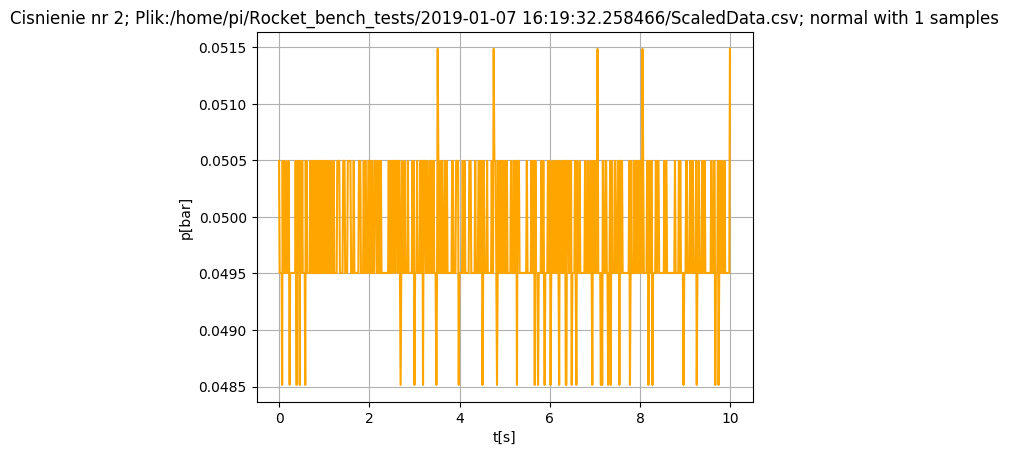 Cisnienie nr 2; Plik:/home/pi/Rocket_bench_tests/2019-01-07 16:19:32.258466/ScaledData.csv; normal with 1 samples
0.0515
0.0510
0.0505
0.0500
0.0495
0.0490
0.0485
p[bar]
0 2 4 6 8 10
t[s]